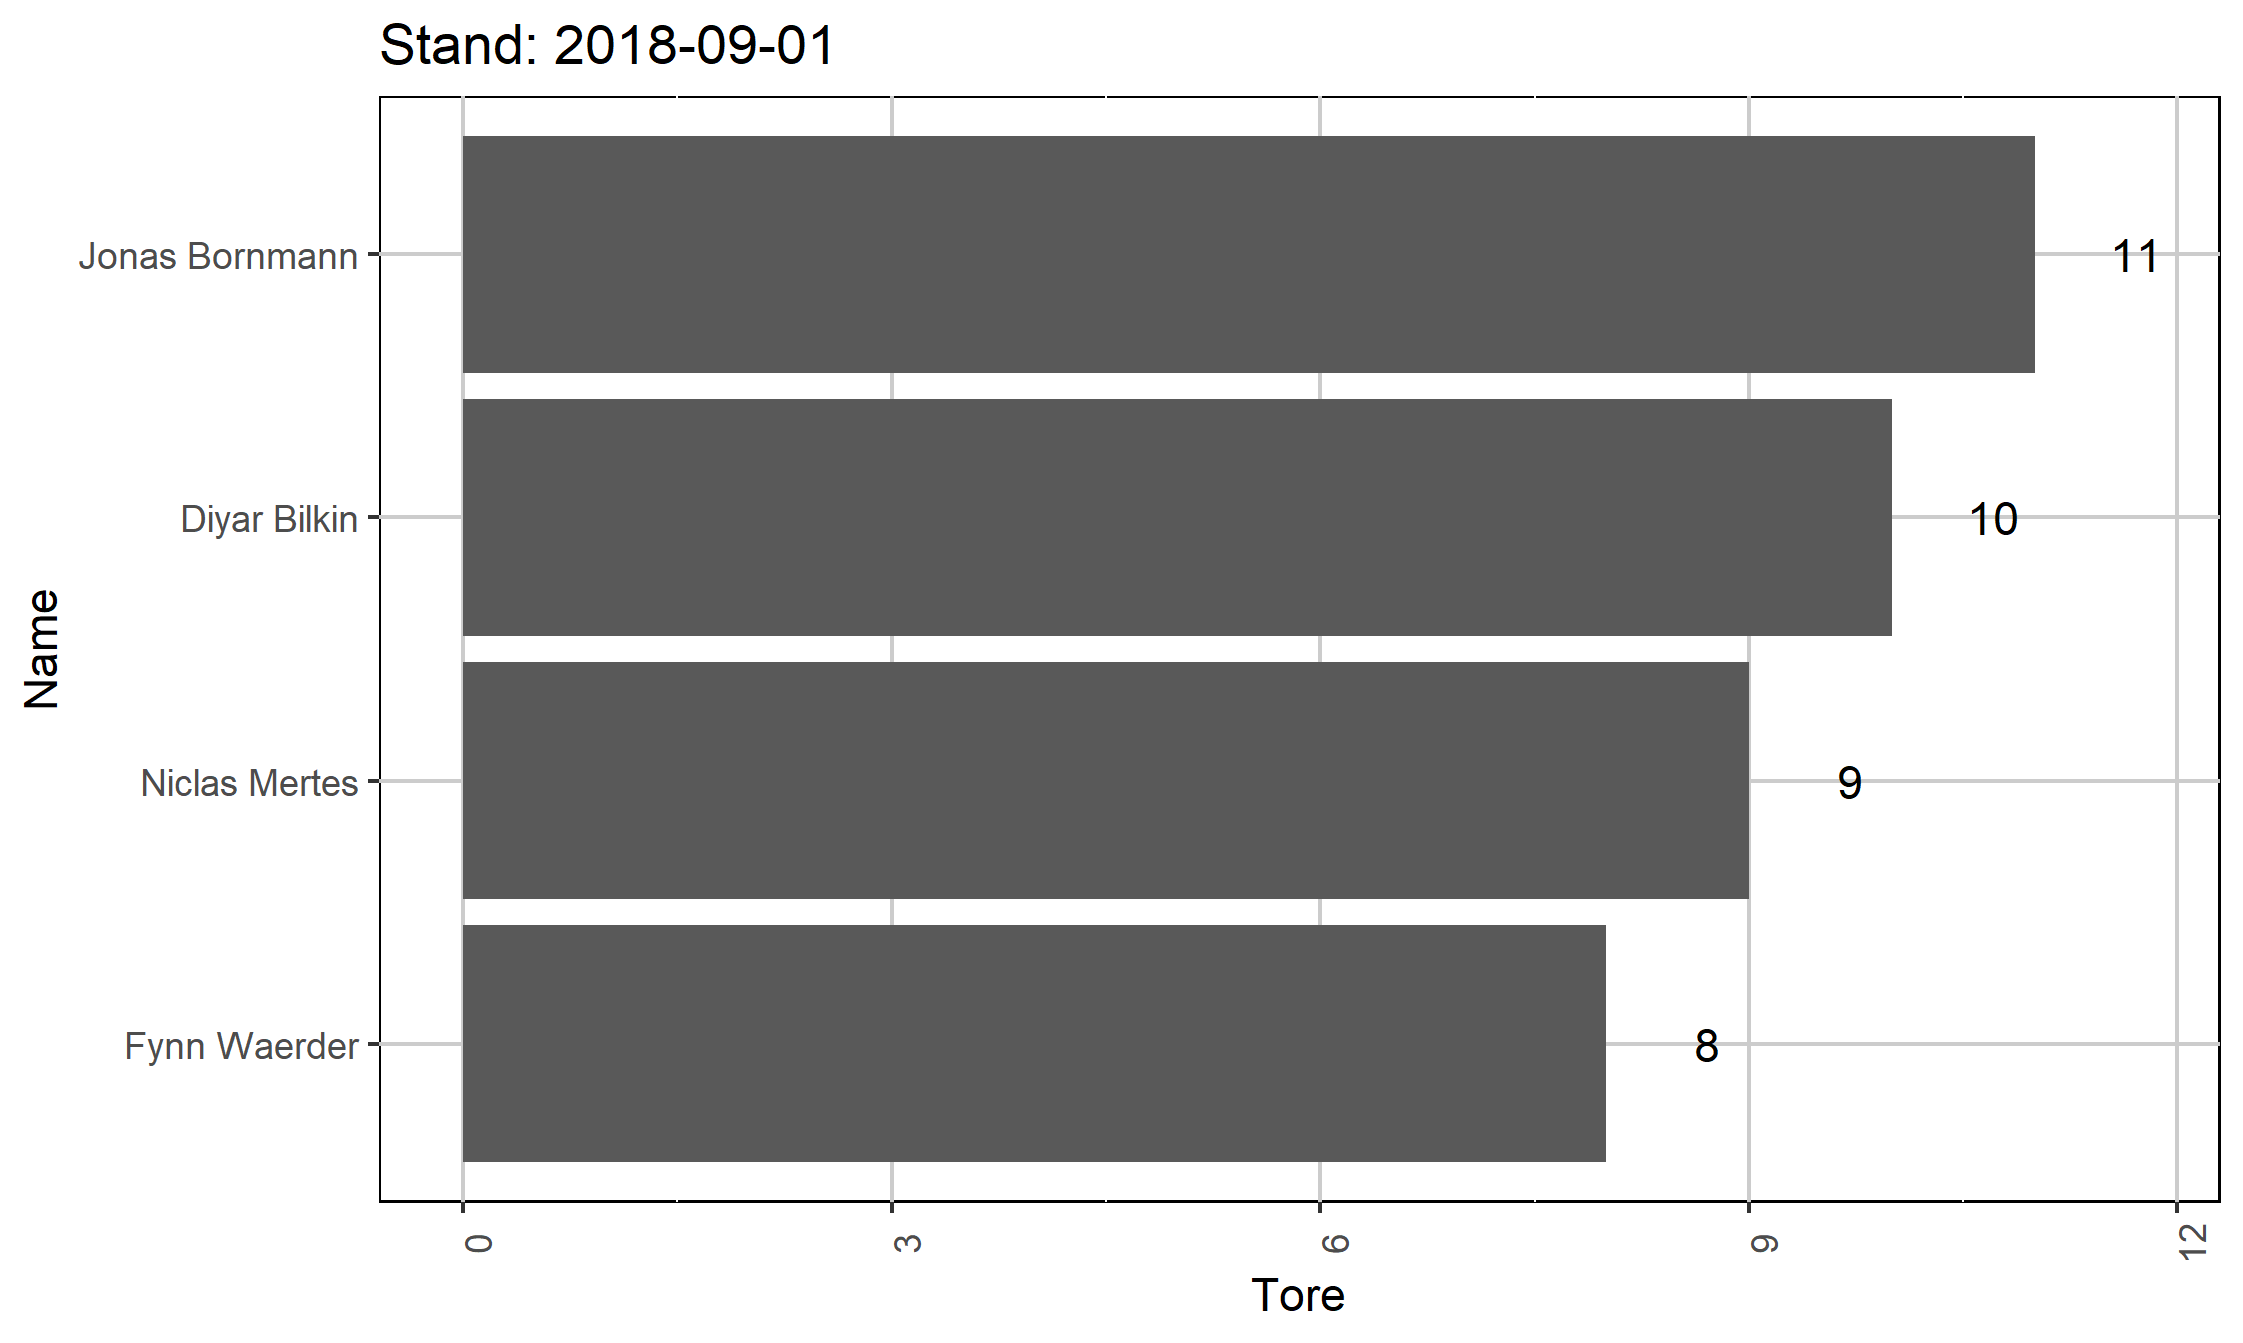 Stand: 2018-09-01
Name
Jonas Bornmann
11
Diyar Bilkin
10
Niclas Mertes
9
Fynn Waerder
8
0 3 6 9 12
Tore